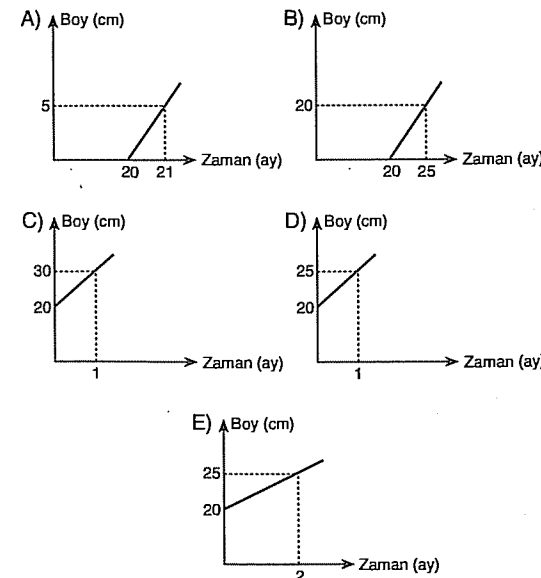 A) Boy (cm) B) Boy (cm)
5 20
Zaman (ay) Zaman (ay)
20 21 20 25
C) Boy (cm) D) Boy (cm)
30 25
20 20
Zaman (ay) Zaman (ay)
1 1
E) Boy (cm)
25
20
Zaman (ay)
2